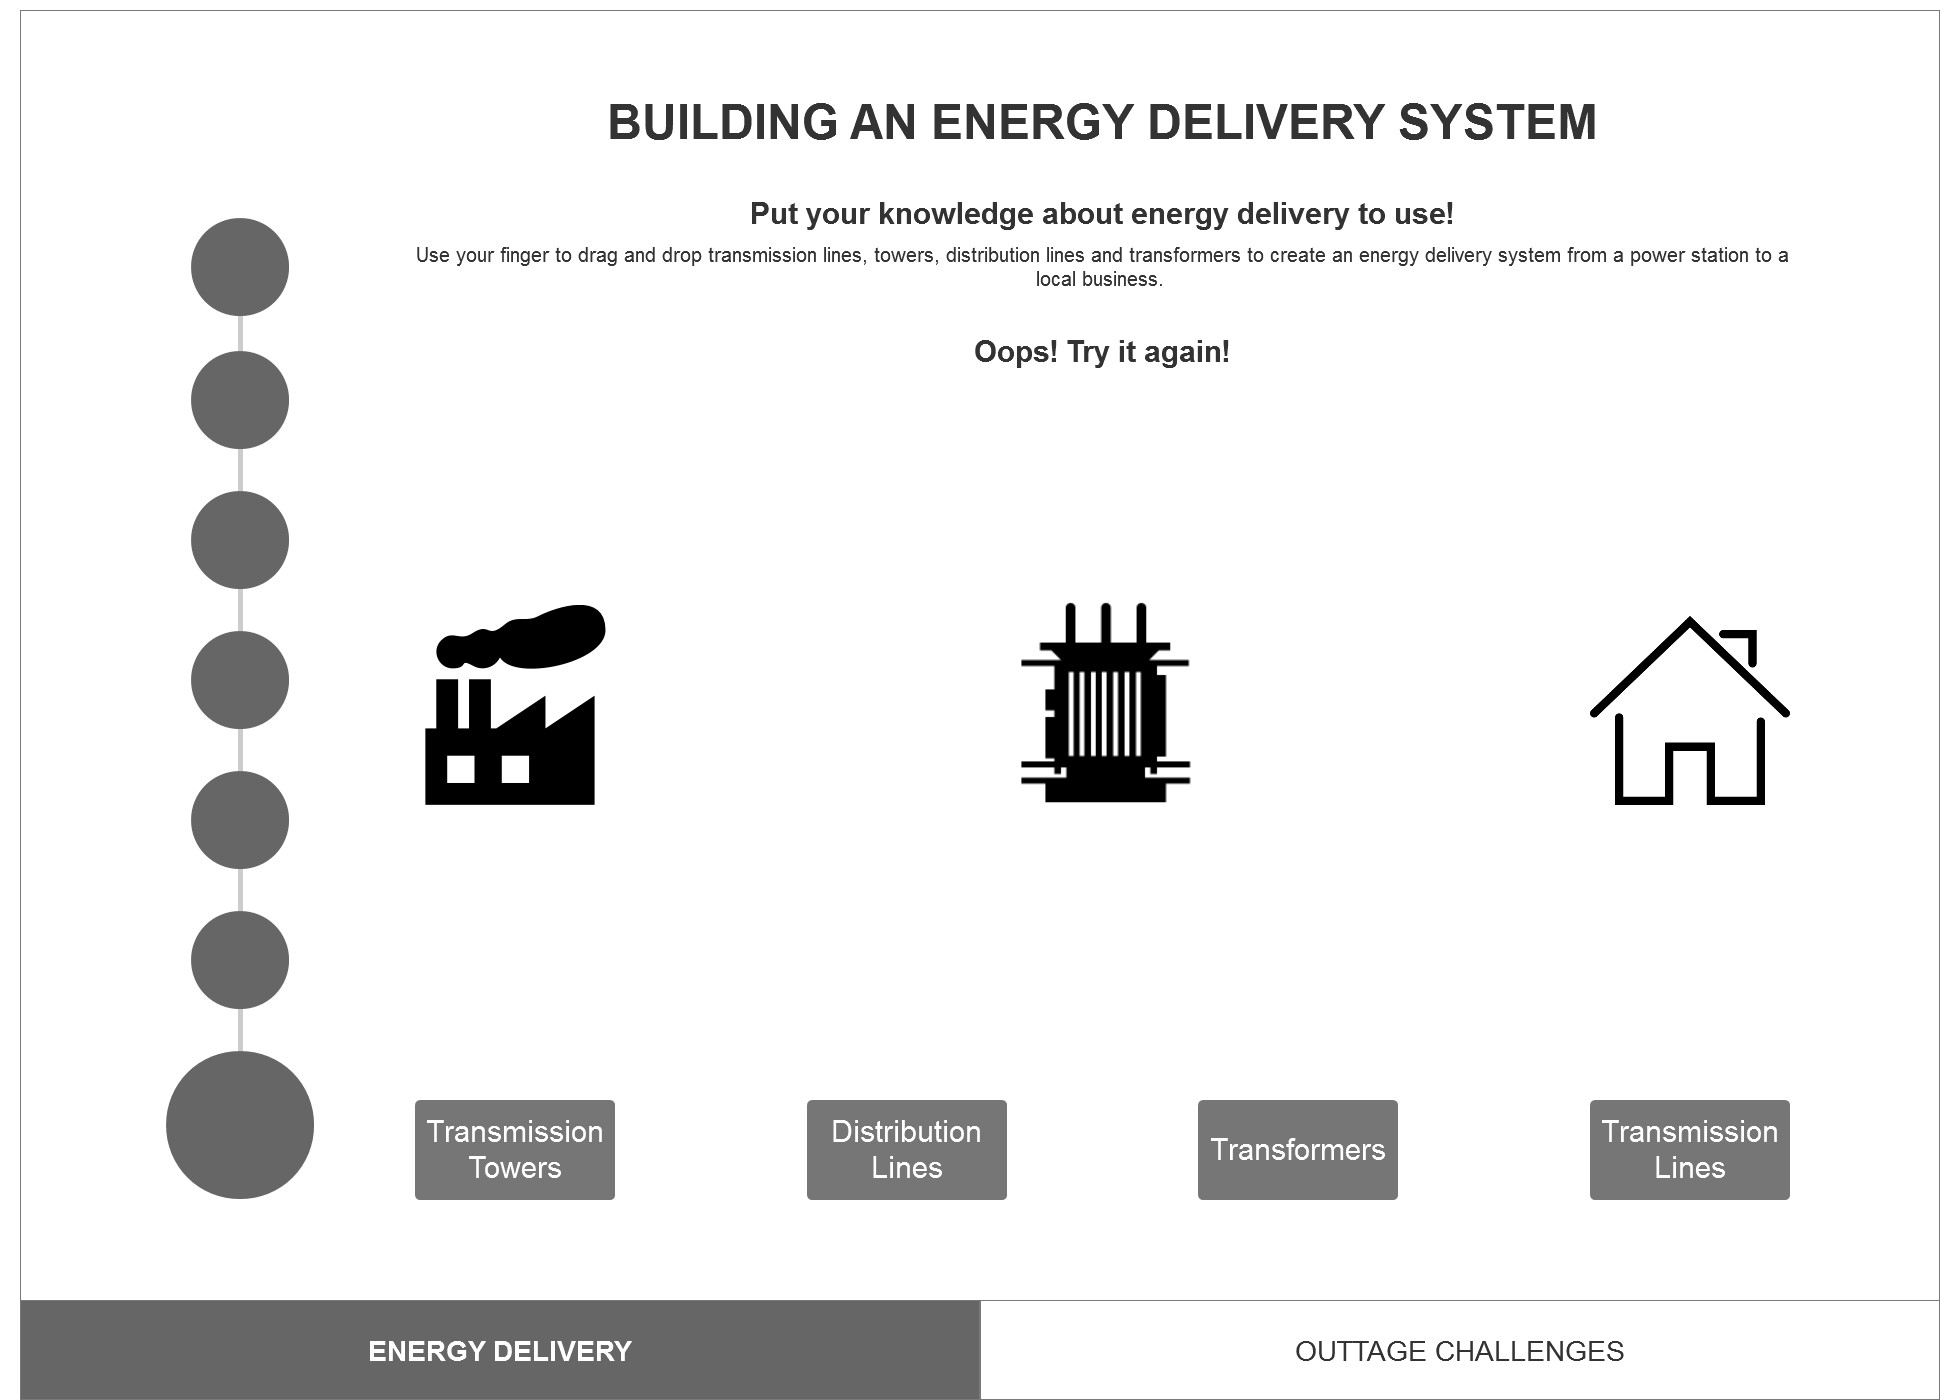 BUILDING AN ENERGY DELIVERY SYSTEM
Put your knowledge about energy delivery to use!
Use your finger to drag and drop transmission lines, towers, distribution lines and transformers to create an energy delivery system from a power station to a
local business.
Oops! Try it again!
Transmission
Towers
Distribution
Lines
Transformers
Transmission
Lines
ENERGY DELIVERY
OUTTAGE CHALLENGES